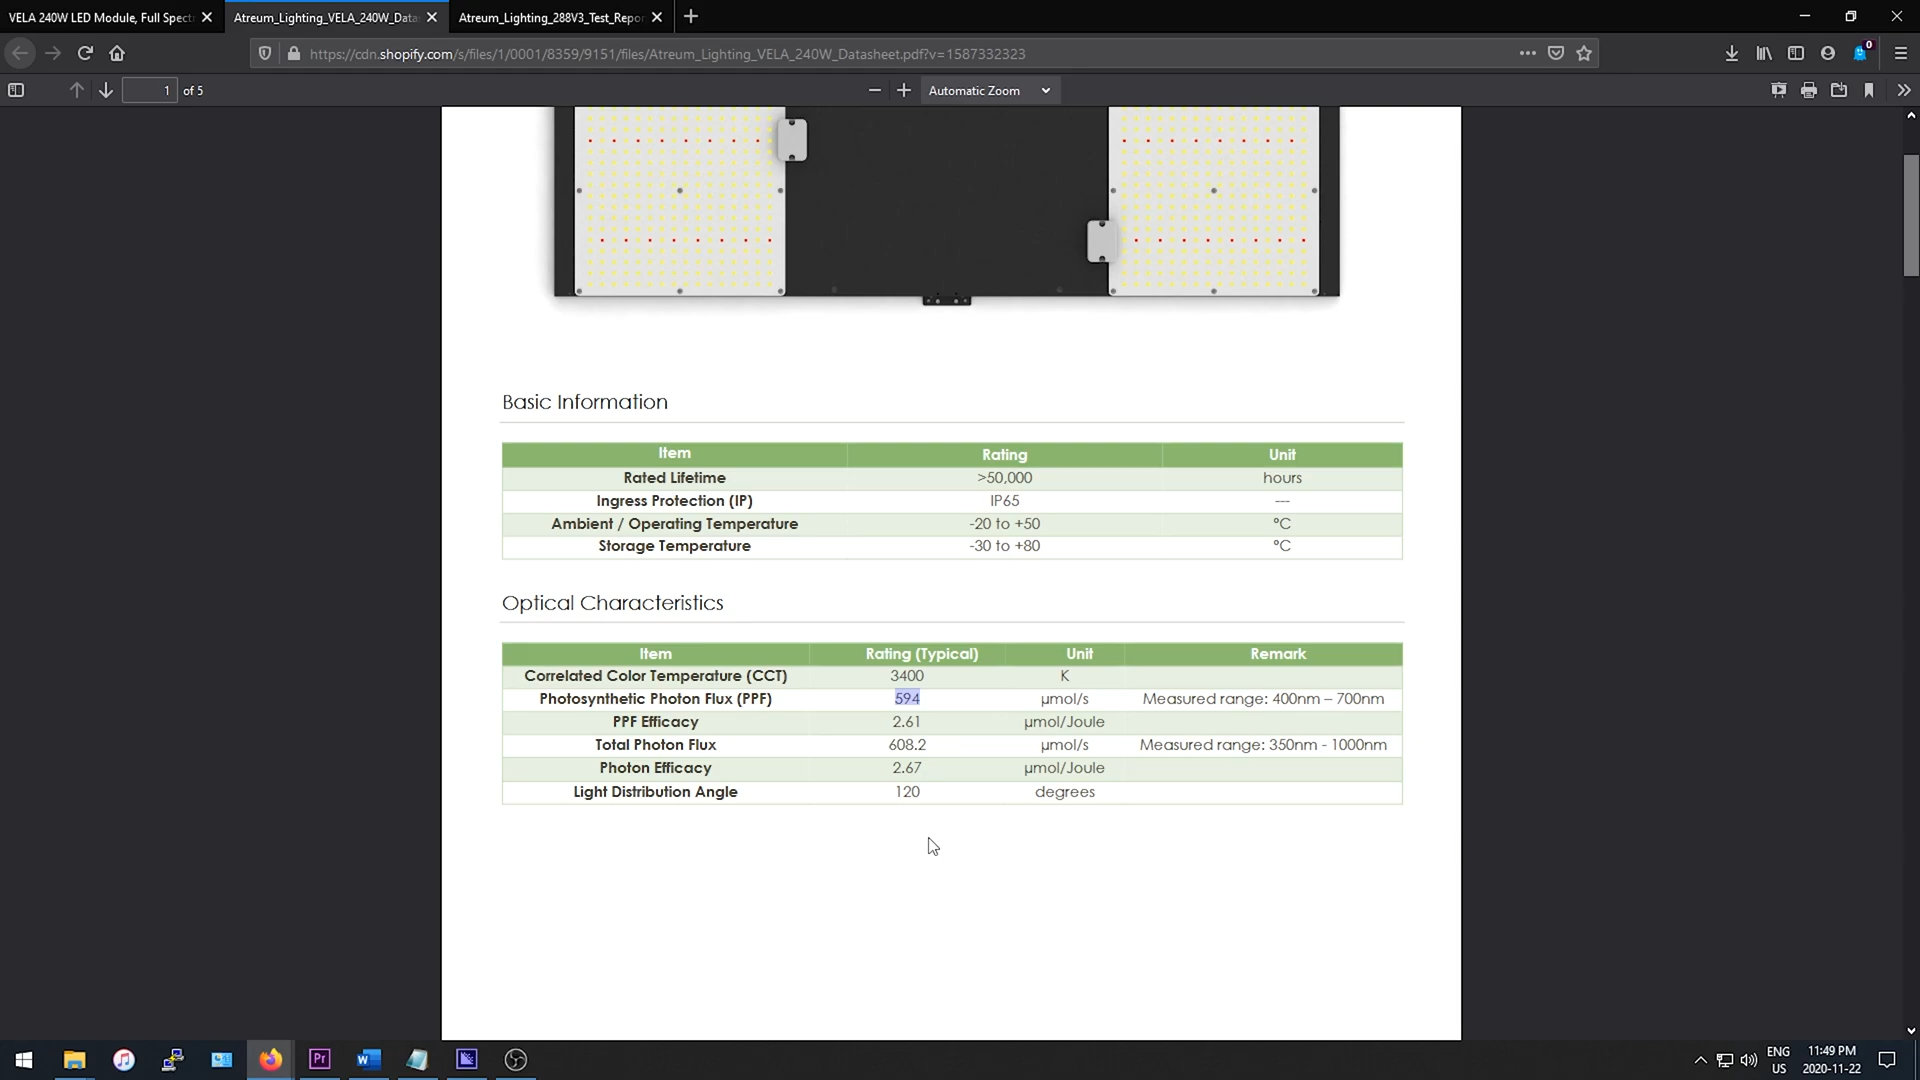 VELA 240W LED Module, Full Spect
Atreum_Lighting_VELA_240W_Data
Atreum_Lighting_288V3_Test_Repo
https://cdn.shopify.com/s/files/1/0001/8359/9151/files/Atreum_Lighting_VELA_240W_Datasheet.pdf?v=1587332323
0
1 of 5
Automatic Zoom
Basic Information
Item Rating Unit
Rated Lifetime >50,000 hours
Ingress Protection (IP) IP65 ---
Ambient / Operating Temperature -20 to +50 °C
Storage Temperature -30 to +80 °C
Optical Characteristics
Item Rating (Typical) Unit Remark
Correlated Color Temperature (CCT) 3400 K
Photosynthetic Photon Flux (PPF) 594 µmol/s Measured range: 400nm – 700nm
PPF Efficacy 2.61 µmol/Joule
Total Photon Flux 608.2 µmol/s Measured range: 350nm - 1000nm
Photon Efficacy 2.67 µmol/Joule
Light Distribution Angle 120 degrees
Pr
W
ENG
US
11:49 PM
2020-11-22